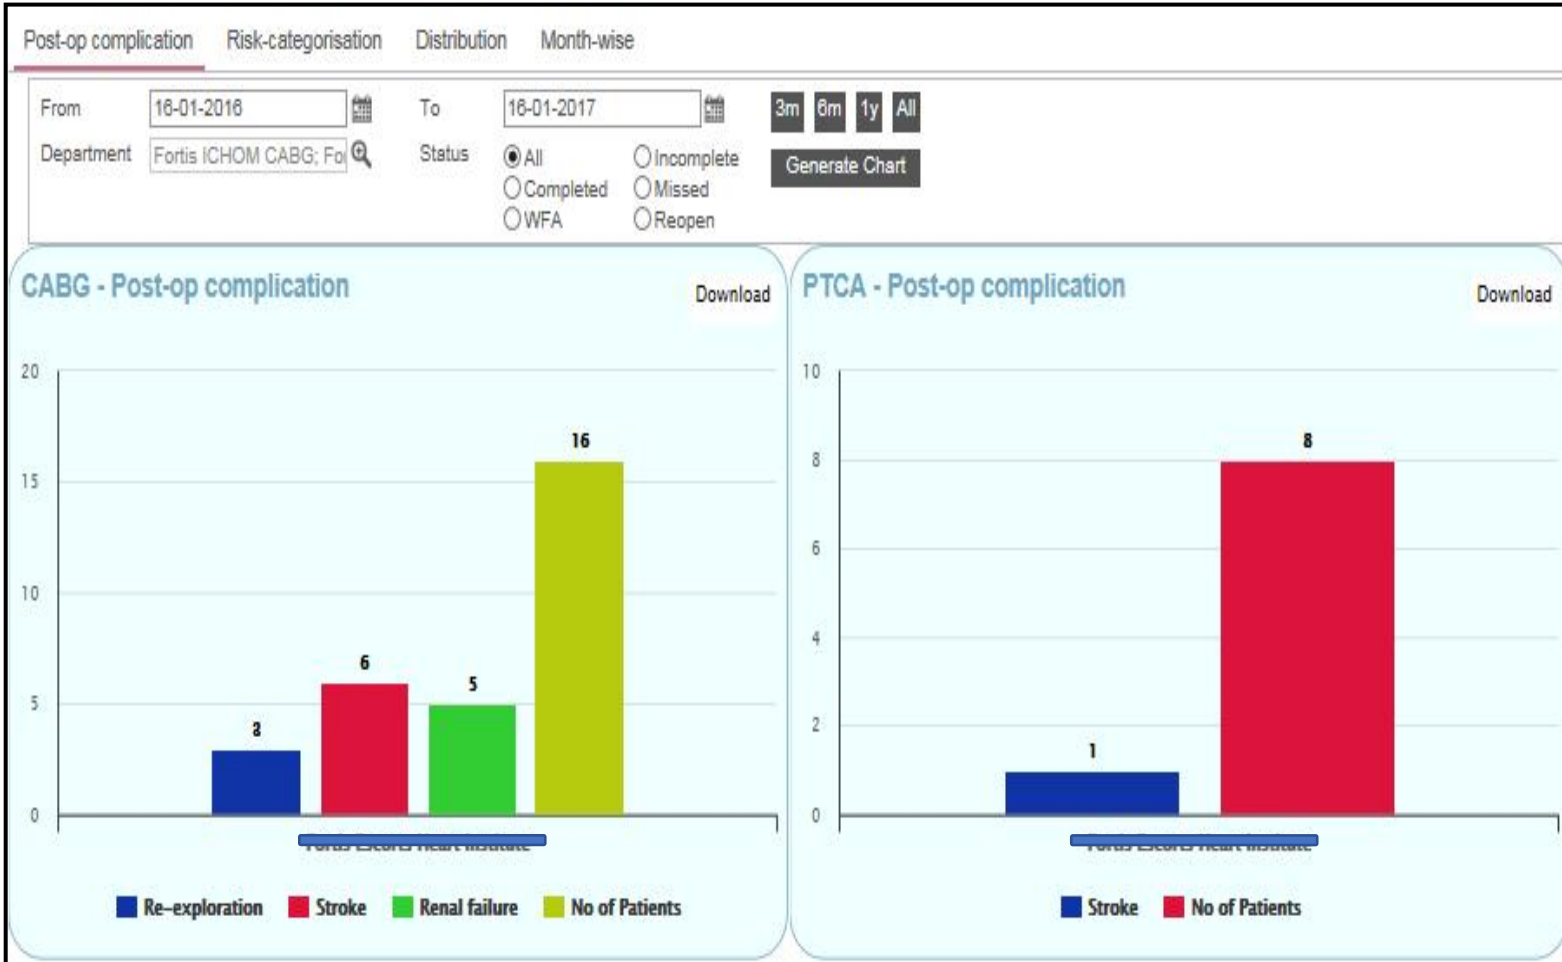 Post-op complication Risk-categorisation Distribution Month-wise
From 16-01-2016 To 16-01-2017 3m 6m 1y All
Department Fortis ICHOM CABG; For Status All Incomplete Generate Chart
Completed Missed
WFA Reopen
CABG - Post-op complication Download
20
15
10
5
0
3
6
5
16
Re-exploration Stroke Renal failure No of Patients
PTCA - Post-op complication Download
10
8
6
4
2
0
1
8
Stroke No of Patients